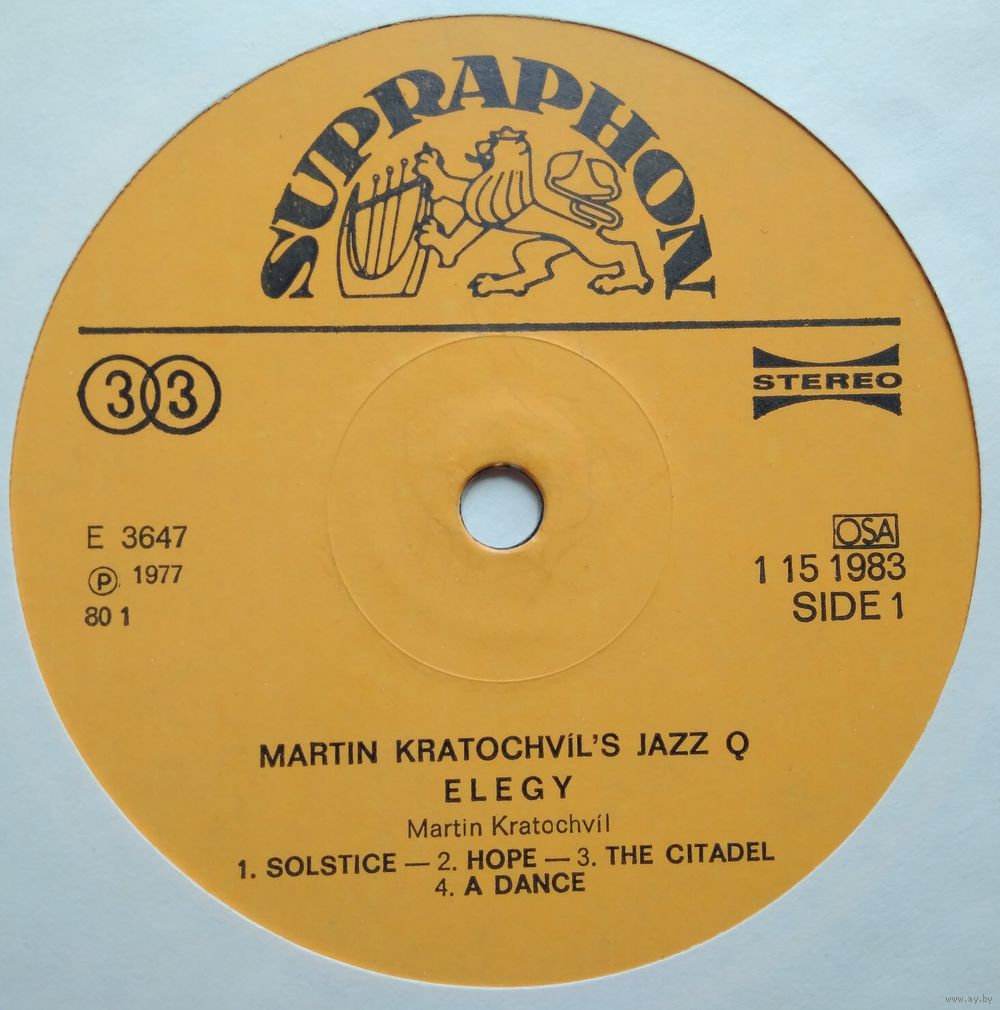 SUPRAPHON
33
STEREO
E 3647
Ⓟ 1977
80 1
OSA
1 15 1983
SIDE 1
MARTIN KRATOCHVíL'S JAZZ Q
ELEGY
Martin Kratochvíl
1. SOLSTICE — 2. HOPE — 3. THE CITADEL
4. A DANCE
www.ay.by